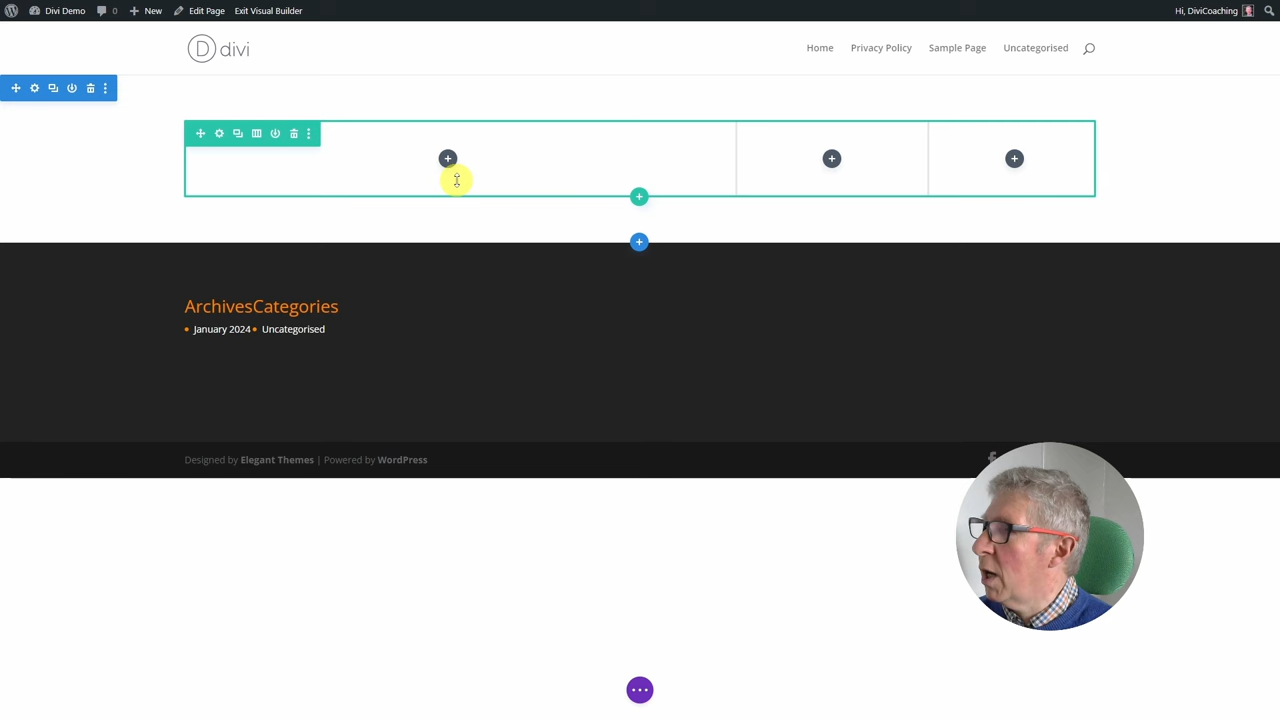 Divi Demo 0 New Edit Page Exit Visual Builder Hi, DiviCoaching
D divi Home Privacy Policy Sample Page Uncategorised
ArchivesCategories
January 2024 Uncategorised
Designed by Elegant Themes | Powered by WordPress